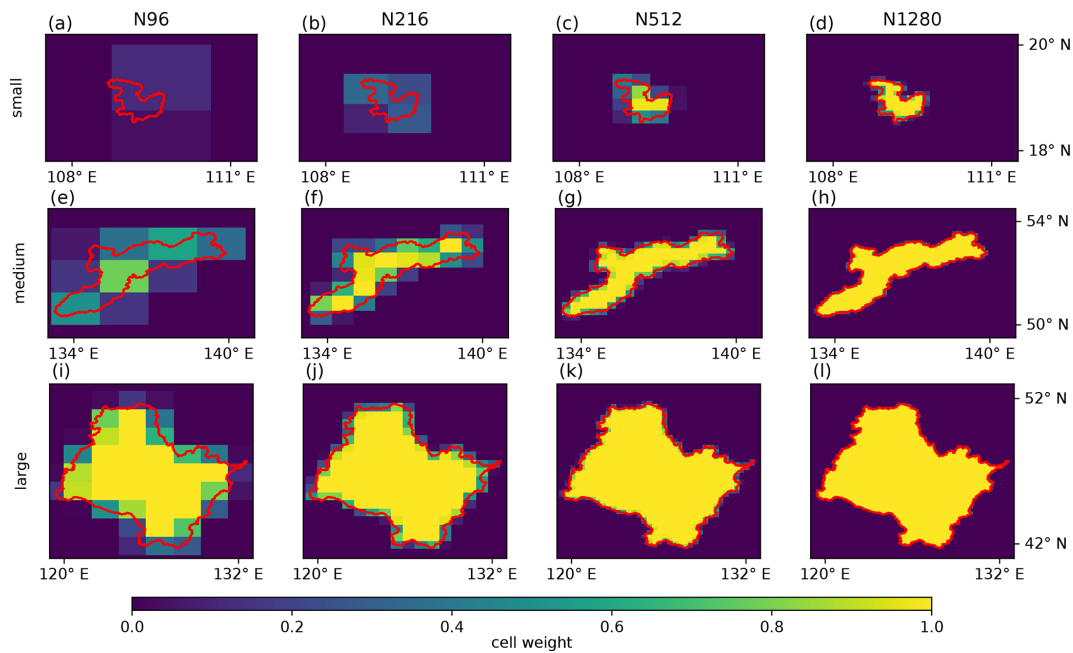 N96 N216 N512 N1280
(a) (b) (c) (d)
small
20° N
18° N
108° E 111° E 108° E 111° E 108° E 111° E 108° E 111° E
(e) (f) (g) (h)
medium
54° N
50° N
134° E 140° E 134° E 140° E 134° E 140° E 134° E 140° E
(i) (j) (k) (l)
large
52° N
42° N
120° E 132° E 120° E 132° E 120° E 132° E 120° E 132° E
0.0 0.2 0.4 0.6 0.8 1.0
cell weight